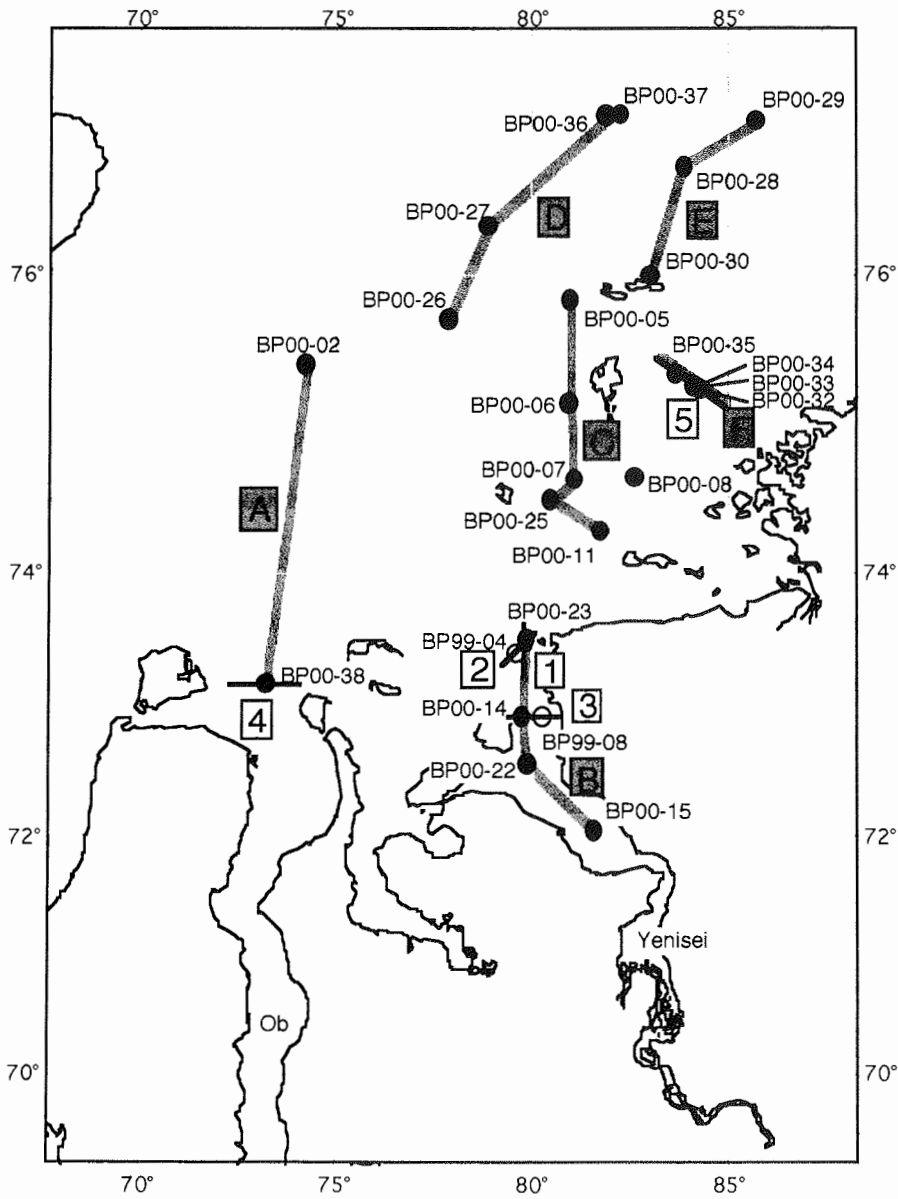 70° 75° 80° 85°
BP00-37
BP00-29
BP00-36
BP00-28
BP00-27
D
E
76°
BP00-30
76°
BP00-26
BP00-05
BP00-02
BP00-35
BP00-34
BP00-33
BP00-32
BP00-06
5
C
BP00-07
BP00-08
A
BP00-25
BP00-11
74°
74°
BP00-23
BP99-04
2
1
BP00-38
3
BP00-14
4
BP99-08
BP00-22
B
BP00-15
72°
72°
Yenisei
Ob
70°
70°
70° 75° 80° 85°